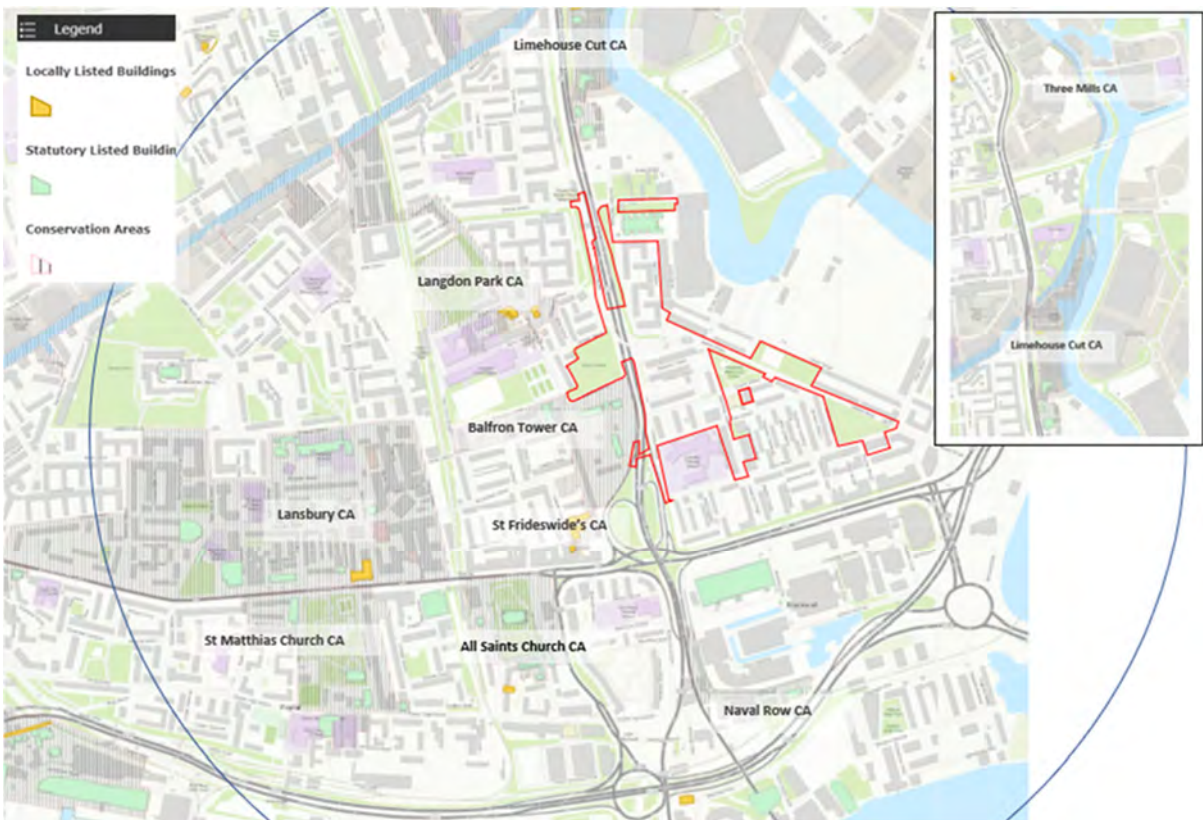 Legend
Locally Listed Buildings
Statutory Listed Buildin
Conservation Areas
Limehouse Cut CA
Three Mills CA
Langdon Park CA
Limehouse Cut CA
Balfron Tower CA
Lansbury CA
St Frideswide's CA
St Matthias Church CA
All Saints Church CA
Naval Row CA